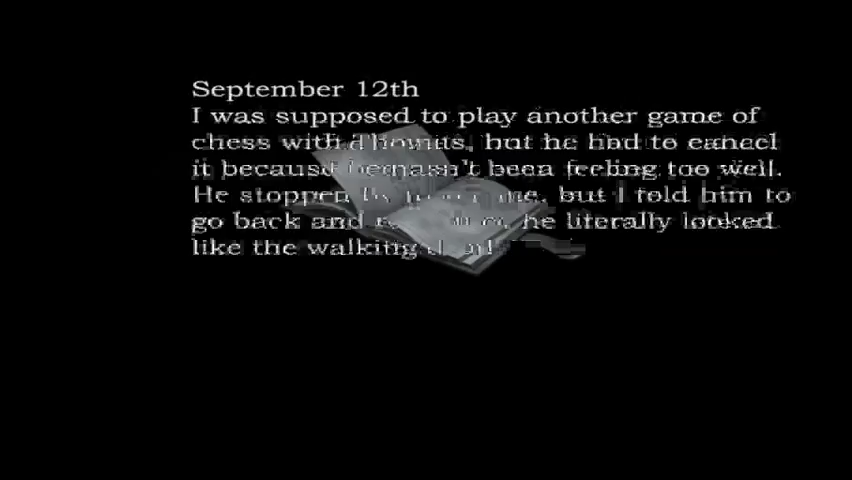 September 12th
I was supposed to play another game of
chess with Thomas, but he had to cancel
it because he hasn't been feeling too well.
He stopped by me, but I told him to
go back and he literally looked
like the walking